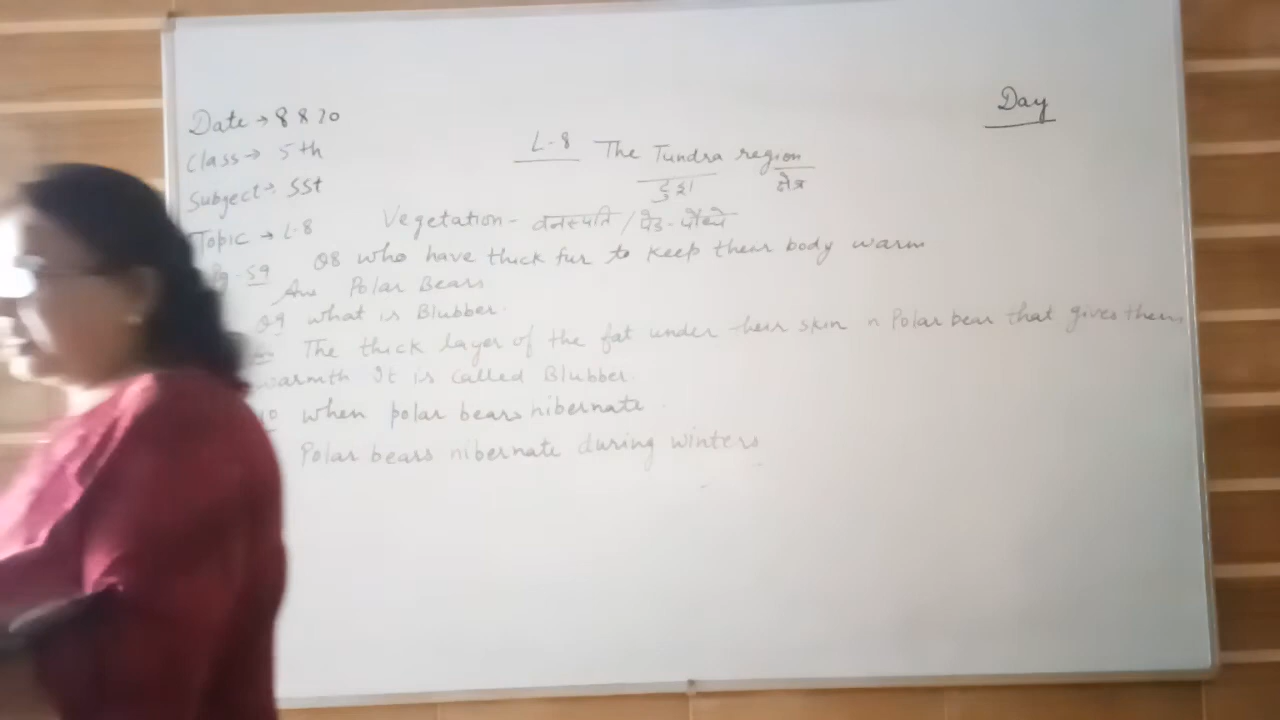 Day
Date → 8 8 20
Class → 5th
Subject → SSt
Topic → L.8
Pg - 59
L-8 The Tundra region
टुंड्रा क्षेत्र
Vegetation - वनस्पति / पेड-पौधे
Q8 who have thick fur to keep their body warm
Ans Polar Bears
Q9 what is Blubber.
The thick layer of the fat under their skin n Polar bear that gives them
warmth It is called Blubber.
10 when polar bears hibernate.
Polar bears hibernate during winters